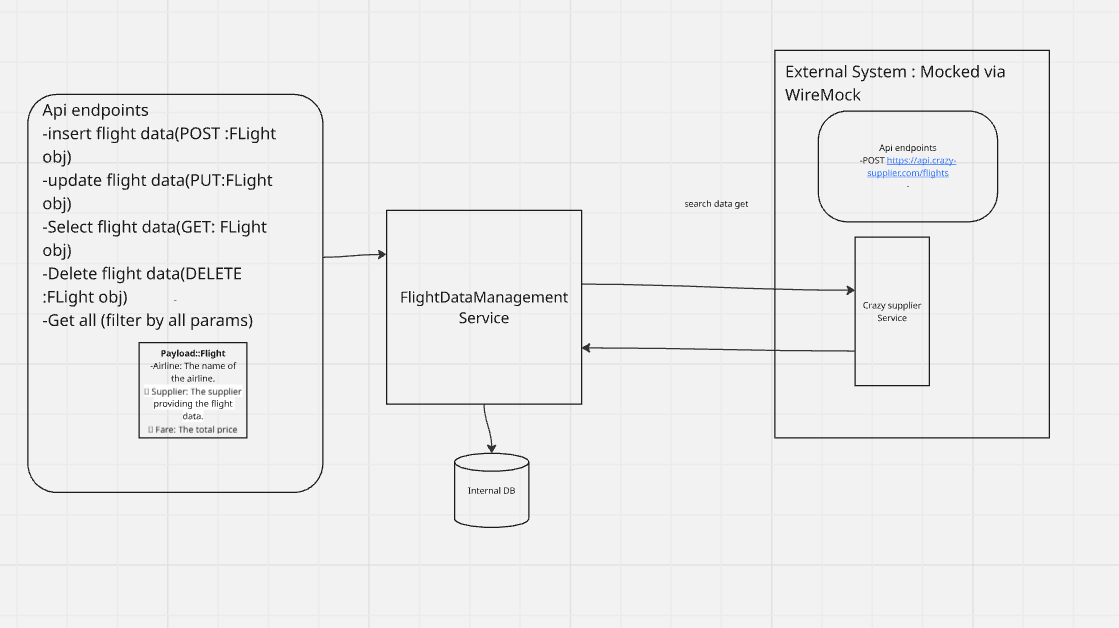 Api endpoints
-insert flight data(POST :FLight
obj)
-update flight data(PUT:FLight
obj)
-Select flight data(GET: FLight
obj)
-Delete flight data(DELETE
:FLight obj)
-Get all (filter by all params)
Payload::Flight
-Airline: The name of
the airline.
Supplier: The supplier
providing the flight
data.
Fare: The total price
FlightDataManagement
Service
Internal DB
search data get
External System : Mocked via
WireMock
Api endpoints
-POST https://api.crazy-
supplier.com/flights
.
Crazy supplier
Service